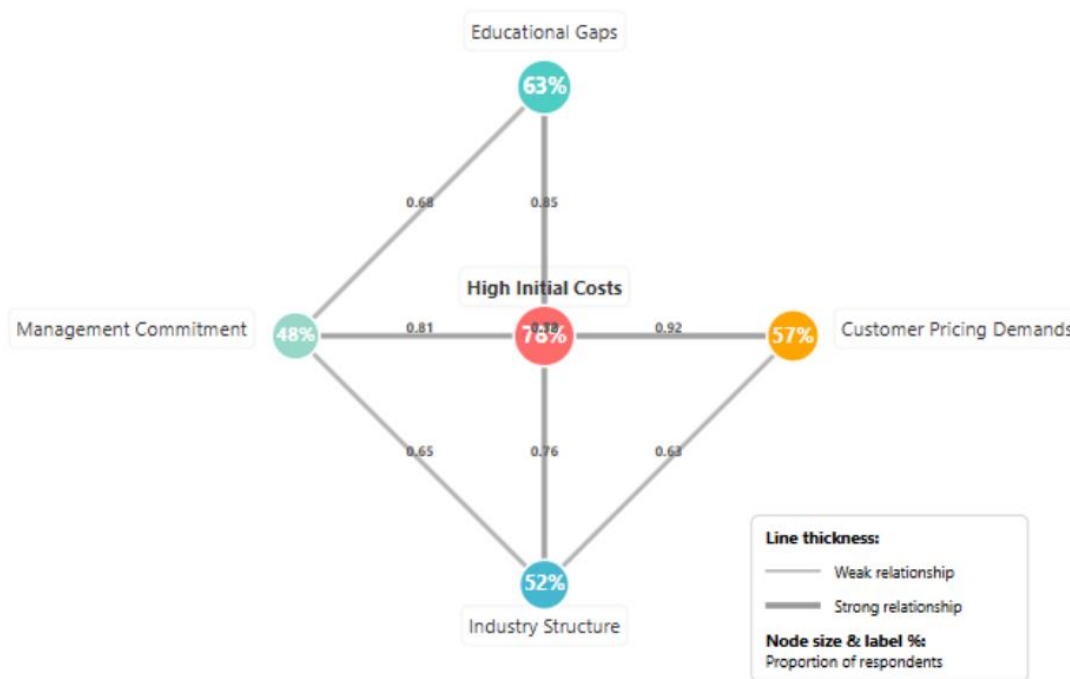 Educational Gaps
63%
0.68
0.85
High Initial Costs
Management Commitment
48%
0.81
78%
0.92
57%
Customer Pricing Demands
0.65
0.76
0.63
52%
Industry Structure
Line thickness:
Weak relationship
Strong relationship
Node size & label %:
Proportion of respondents